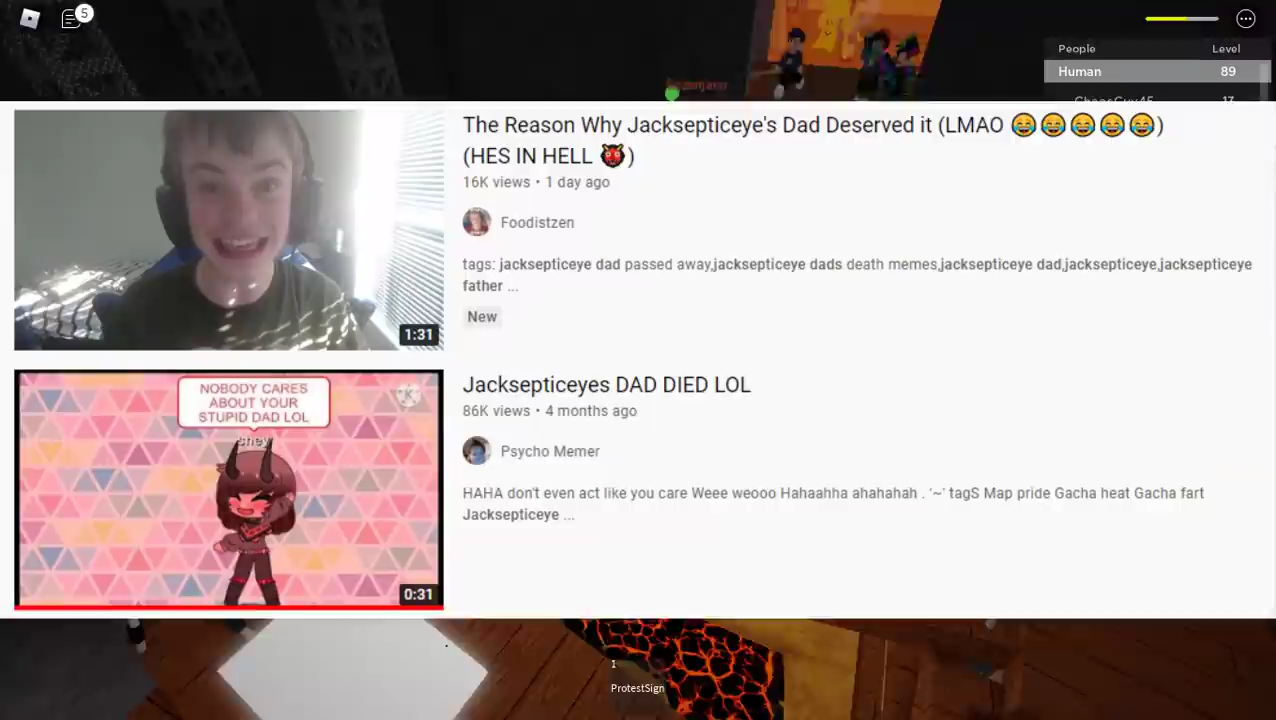 5
People Level
Human 89
The Reason Why Jacksepticeye's Dad Deserved it (LMAO 😂😂😂😂😂)
(HES IN HELL 👹)
16K views • 1 day ago
Foodistzen
tags: jacksepticeye dad passed away,jacksepticeye dads death memes,jacksepticeye dad,jacksepticeye,jacksepticeye
father ...
New
1:31
NOBODY CARES
ABOUT YOUR
STUPID DAD LOL
Jacksepticeyes DAD DIED LOL
86K views • 4 months ago
Psycho Memer
HAHA don't even act like you care Weee weooo Hahaahha ahahahah . '~' tagS Map pride Gacha heat Gacha fart
Jacksepticeye ...
0:31
1
ProtestSign